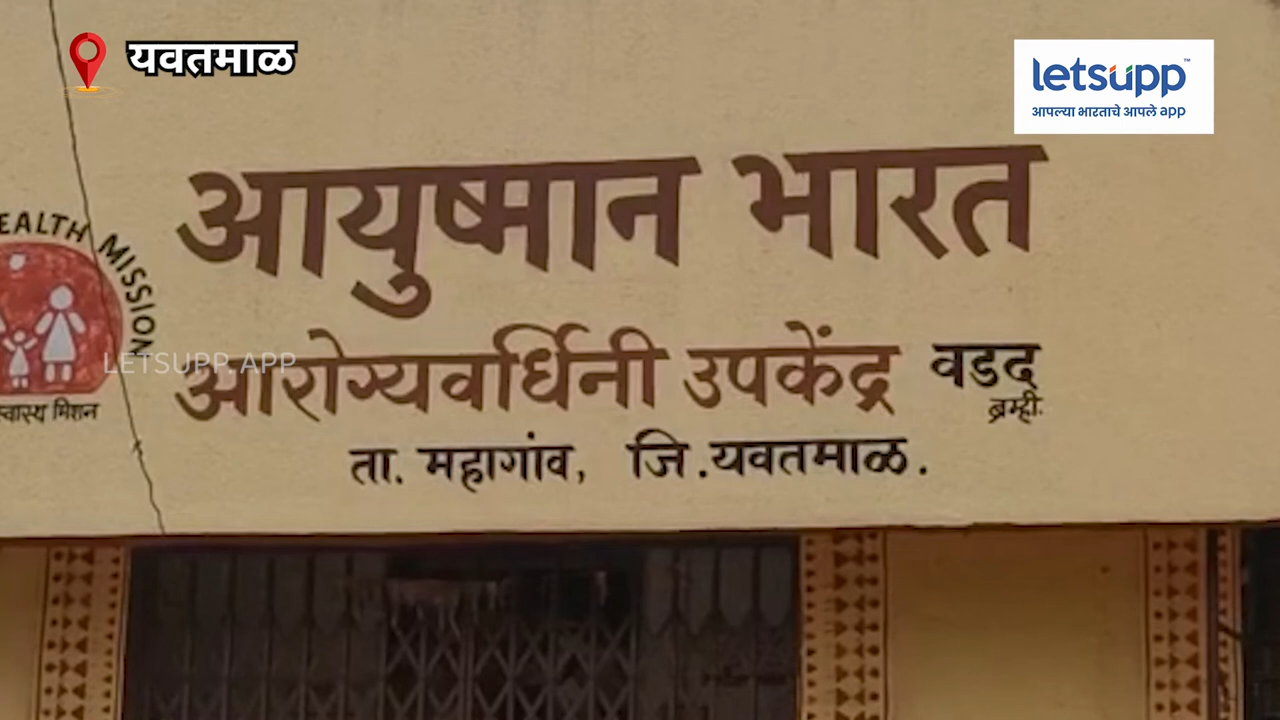 यवतमाळ
letsupp™
आपल्या भारताचे आपले app
आयुष्मान भारत
EALTH MISSION
LETSUPP.APP
आरोग्यवर्धिनी उपकेंद्र वडद्
ब्रम्ही.
स्वास्थ्य मिशन
ता. महागांव, जि.यवतमाळ.